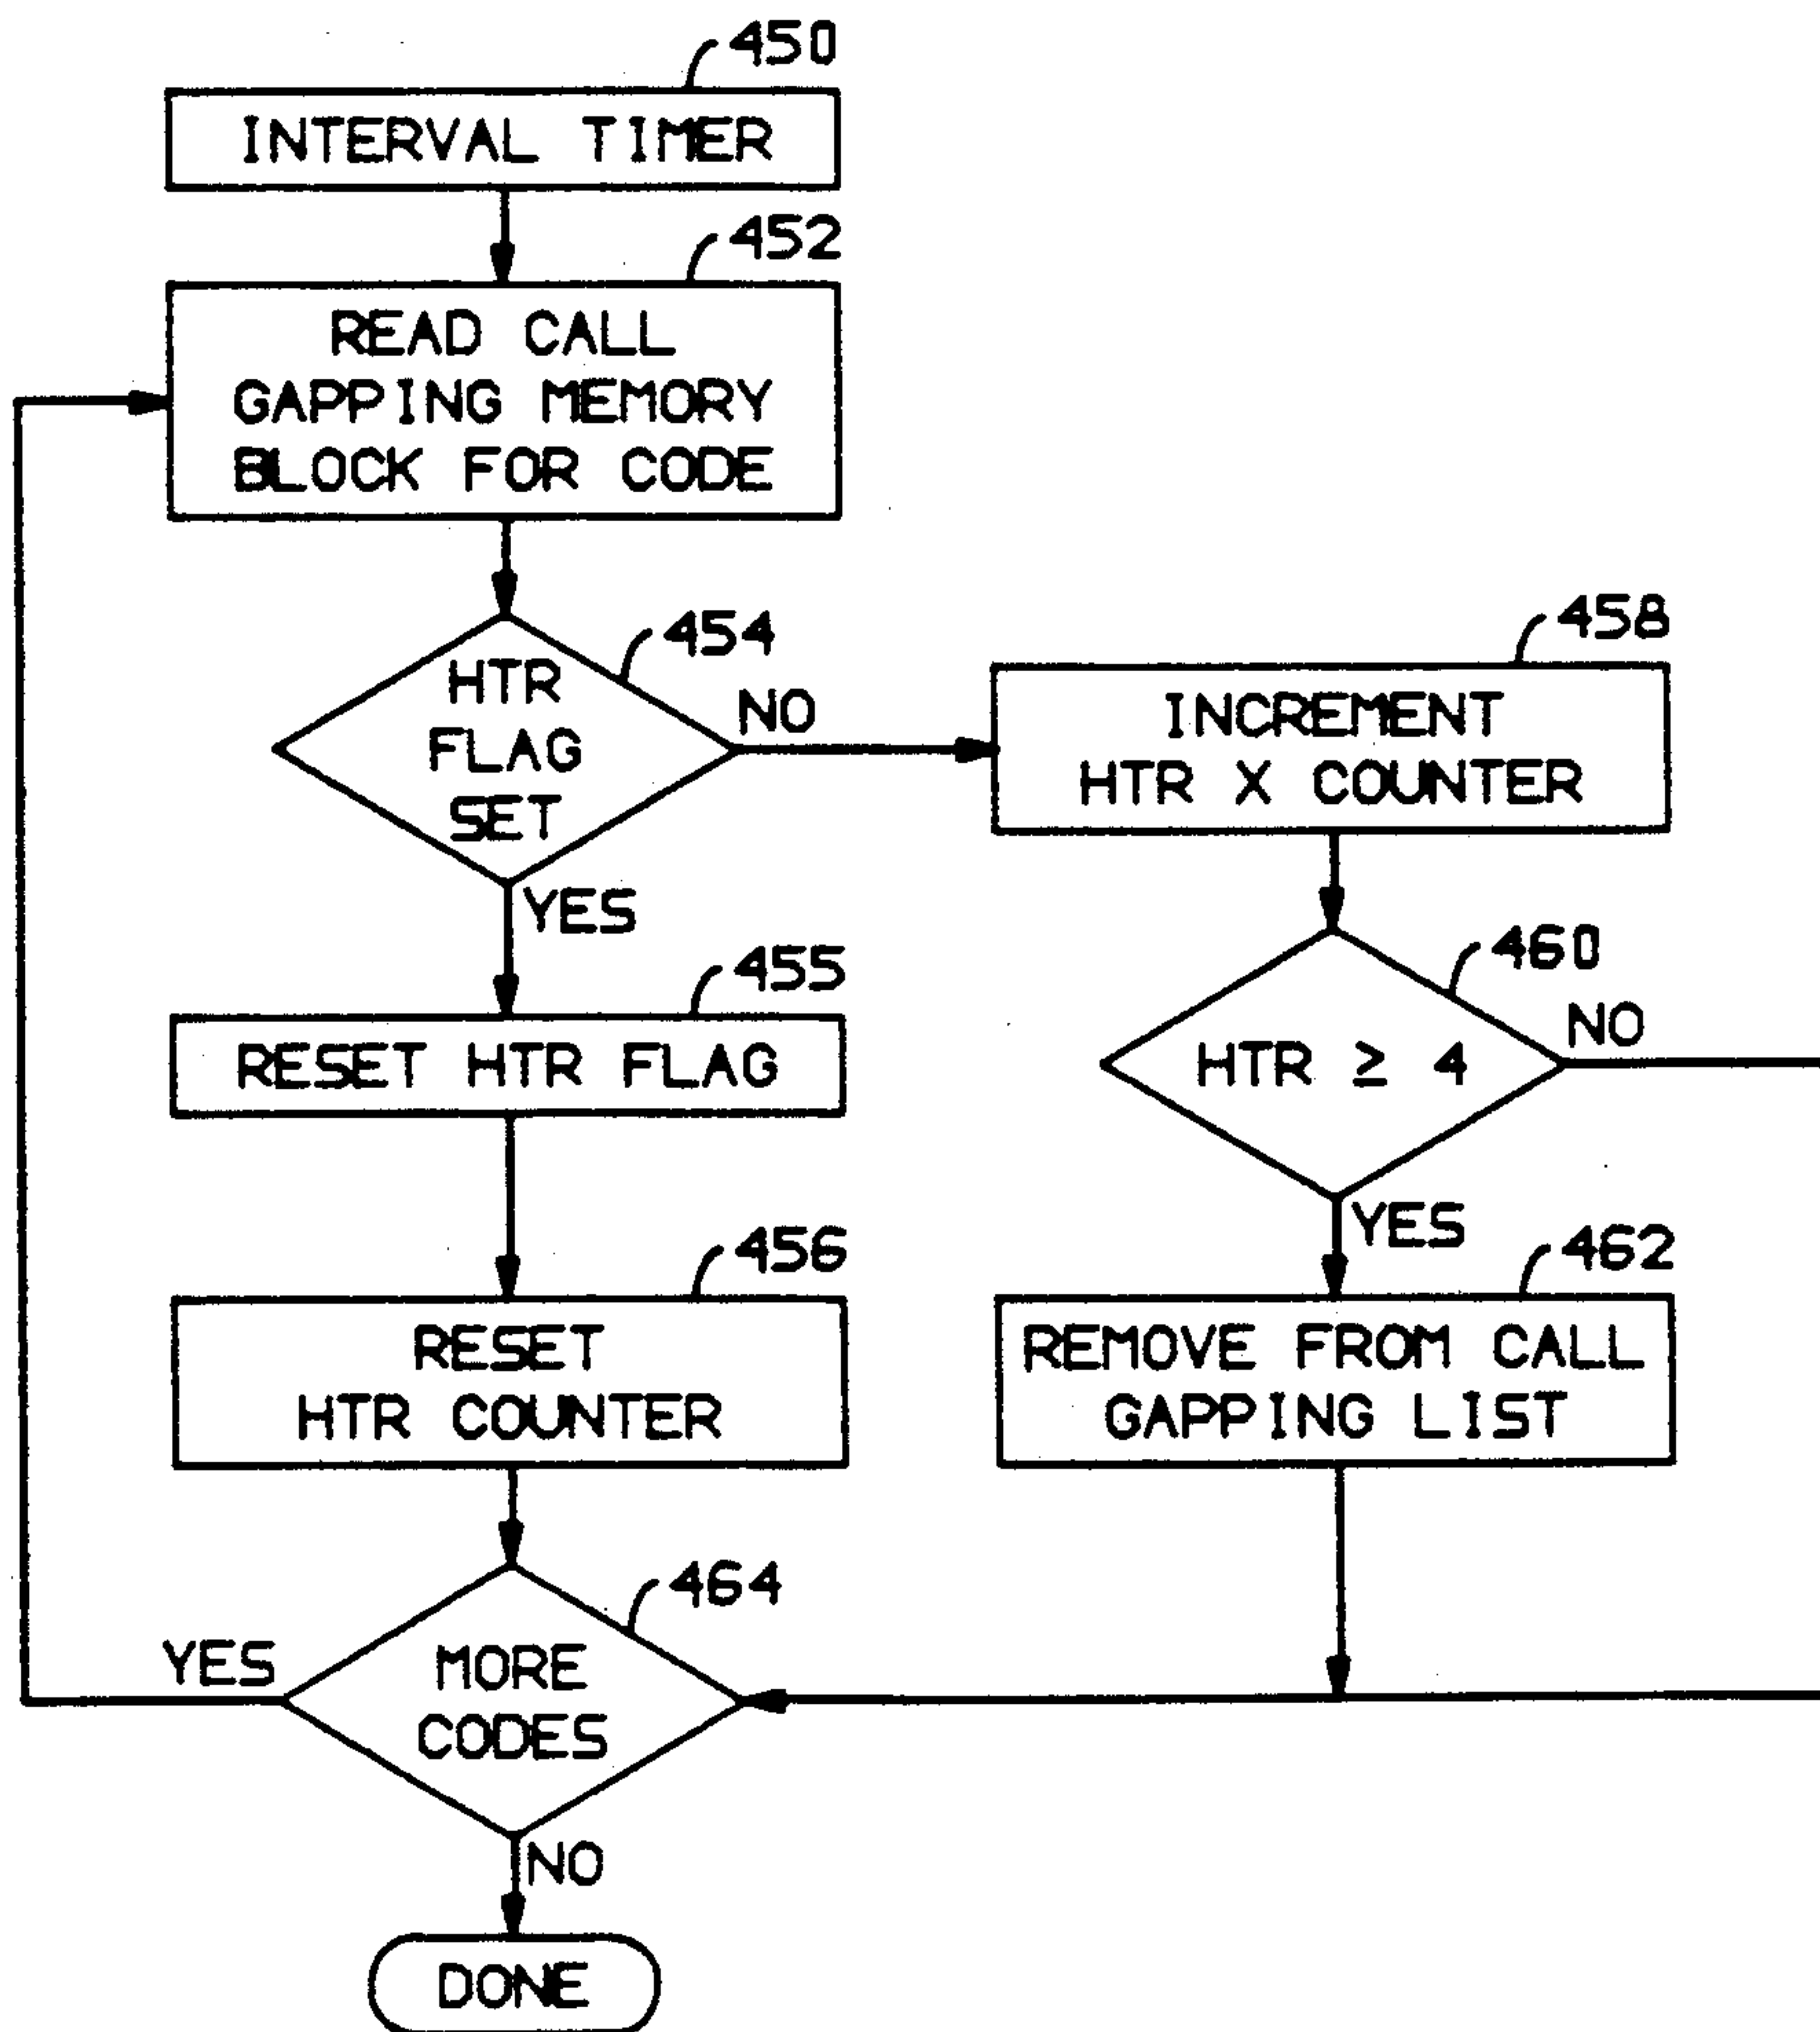 450
INTERVAL TIMER
452
READ CALL
GAPPING MEMORY
BLOCK FOR CODE
454
HTR
FLAG
SET
NO
YES
458
INCREMENT
HTR X COUNTER
455
RESET HTR FLAG
460
HTR ≥ 4
NO
YES
456
RESET
HTR COUNTER
462
REMOVE FROM CALL
GAPPING LIST
464
MORE
CODES
YES
NO
DONE